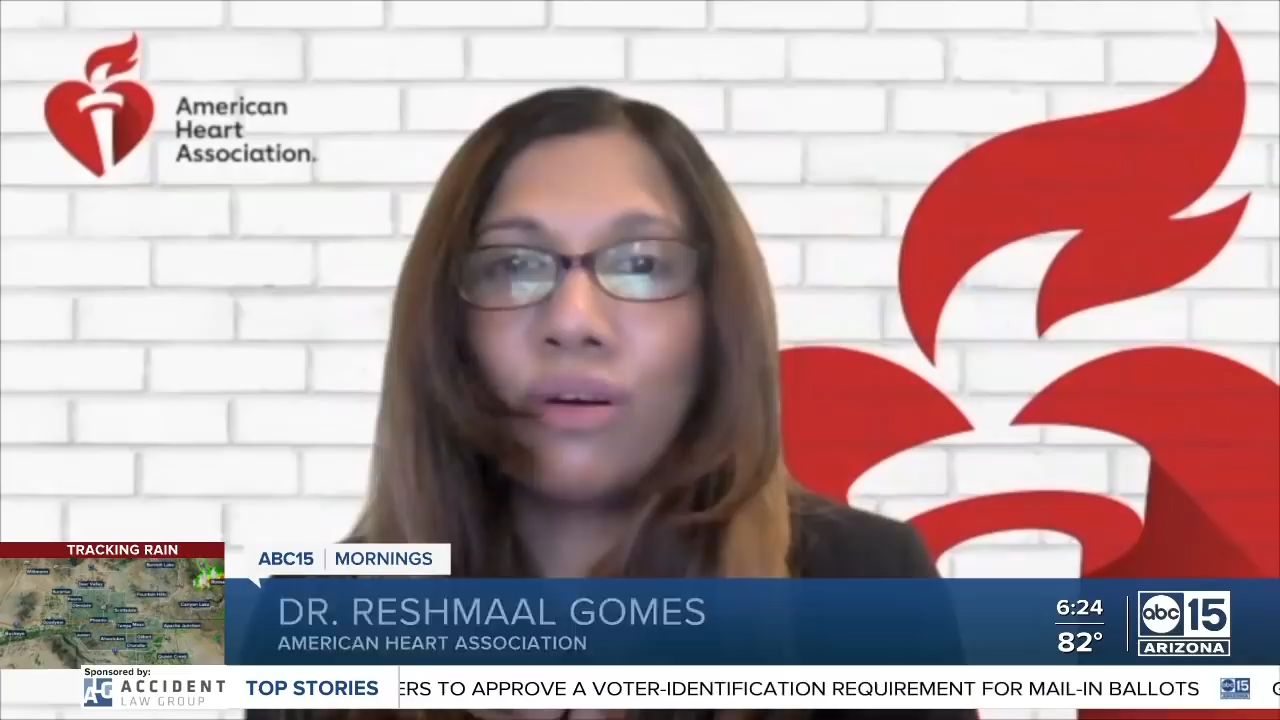 American
Heart
Association.
TRACKING RAIN
ABC15 | MORNINGS
DR. RESHMAAL GOMES
AMERICAN HEART ASSOCIATION
6:24
82°
abc 15
ARIZONA
Sponsored by:
ACCIDENT
LAW GROUP
TOP STORIES
ERS TO APPROVE A VOTER-IDENTIFICATION REQUIREMENT FOR MAIL-IN BALLOTS